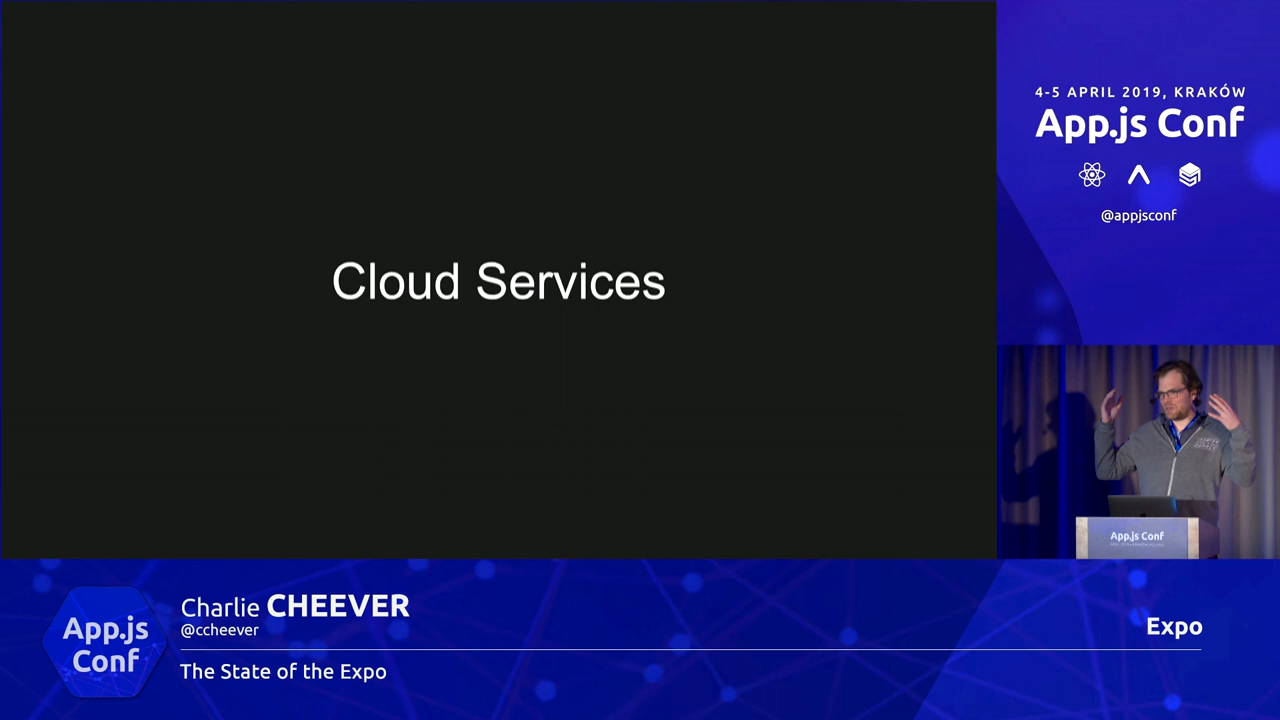 Cloud Services
4-5 APRIL 2019, KRAKÓW
App.js Conf
@appjsconf
App.js Conf
App.js
Conf
Charlie CHEEVER
@ccheever
The State of the Expo
Expo